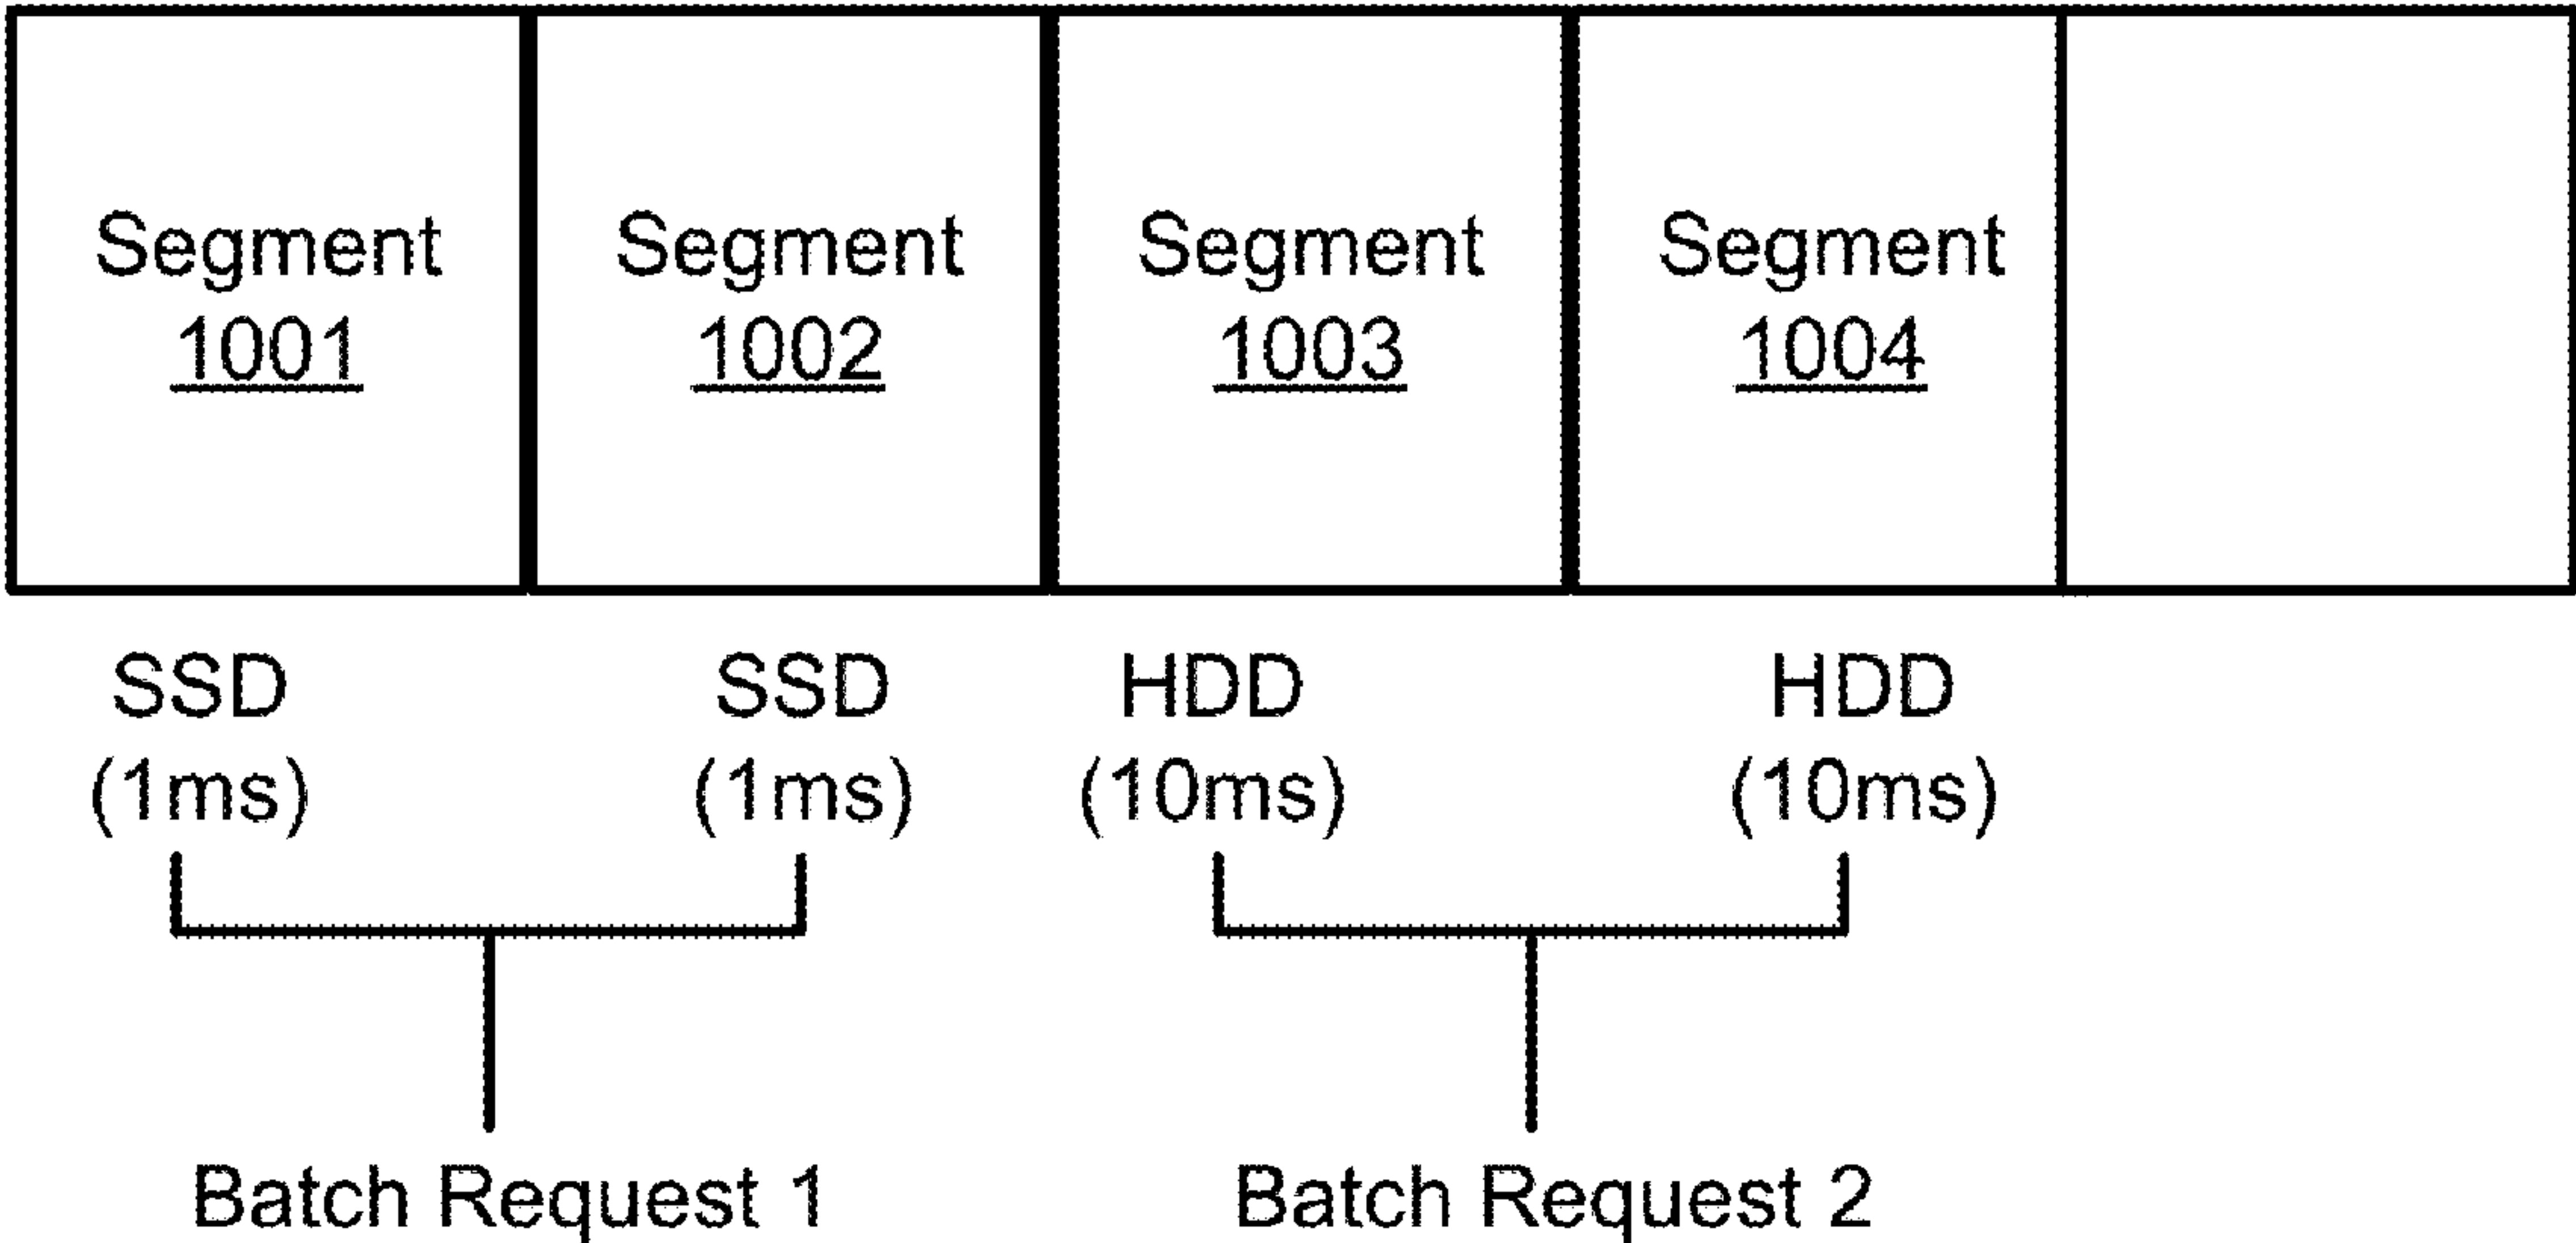 Segment
1001
Segment
1002
Segment
1003
Segment
1004
SSD
(1ms)
SSD
(1ms)
HDD
(10ms)
HDD
(10ms)
Batch Request 1
Batch Request 2